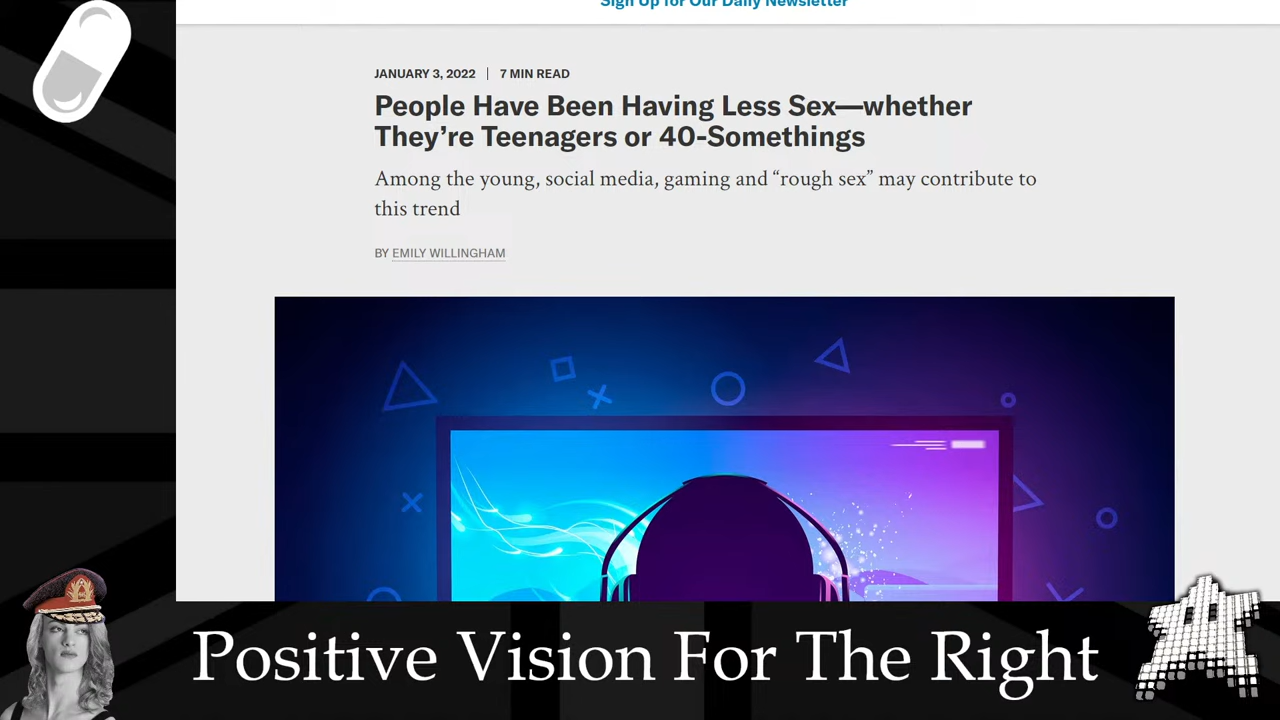 Sign Up for Our Daily Newsletter
JANUARY 3, 2022 | 7 MIN READ
People Have Been Having Less Sex—whether
They’re Teenagers or 40-Somethings
Among the young, social media, gaming and “rough sex” may contribute to
this trend
BY EMILY WILLINGHAM
Positive Vision For The Right